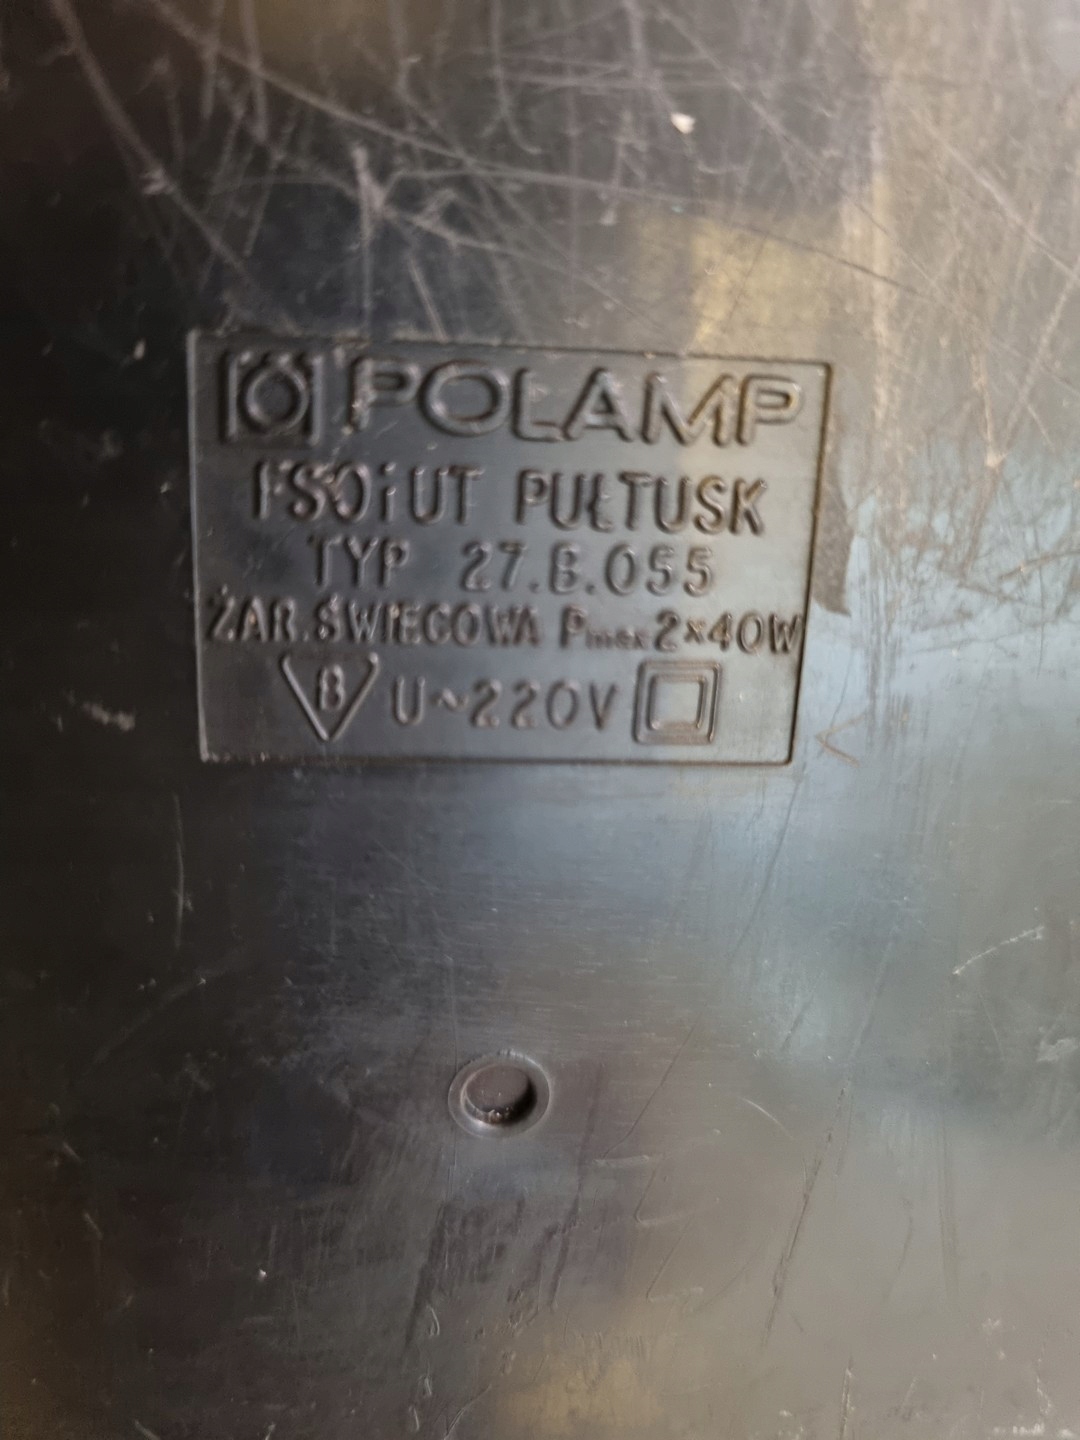 POLAMP
FSOiUT PUŁTUSK
TYP 27.B.055
ŻAR. ŚWIECOWA Pmax 2×40W
B U~220V